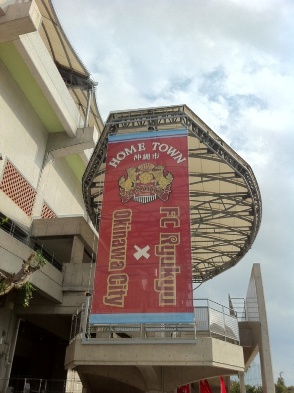 HOME TOWN
沖縄市
FC Ryukyu
×
Okinawa City